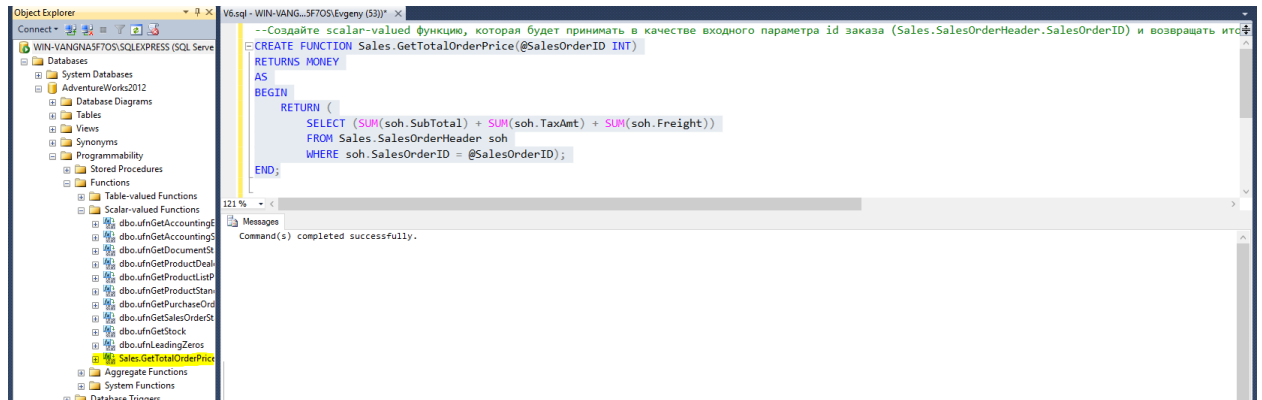 Object Explorer
V6.sql - WIN-VANG...5F7OS\Evgeny (53))*
Connect
WIN-VANGNA5F7OS\SQLEXPRESS (SQL Serve
Databases
System Databases
AdventureWorks2012
Database Diagrams
Tables
Views
Synonyms
Programmability
Stored Procedures
Functions
Table-valued Functions
Scalar-valued Functions
dbo.ufnGetAccountingE
dbo.ufnGetAccountingS
dbo.ufnGetDocumentSt
dbo.ufnGetProductDeal
dbo.ufnGetProductListP
dbo.ufnGetProductStan
dbo.ufnGetPurchaseOrd
dbo.ufnGetSalesOrderSt
dbo.ufnGetStock
dbo.ufnLeadingZeros
Sales.GetTotalOrderPrice
Aggregate Functions
System Functions
Database Triggers
--Создайте scalar-valued функцию, которая будет принимать в качестве входного параметра id заказа (Sales.SalesOrderHeader.SalesOrderID) и возвращать ито
CREATE FUNCTION Sales.GetTotalOrderPrice(@SalesOrderID INT)
RETURNS MONEY
AS
BEGIN
RETURN (
SELECT (SUM(soh.SubTotal) + SUM(soh.TaxAmt) + SUM(soh.Freight))
FROM Sales.SalesOrderHeader soh
WHERE soh.SalesOrderID = @SalesOrderID);
END;
121 %
Messages
Command(s) completed successfully.